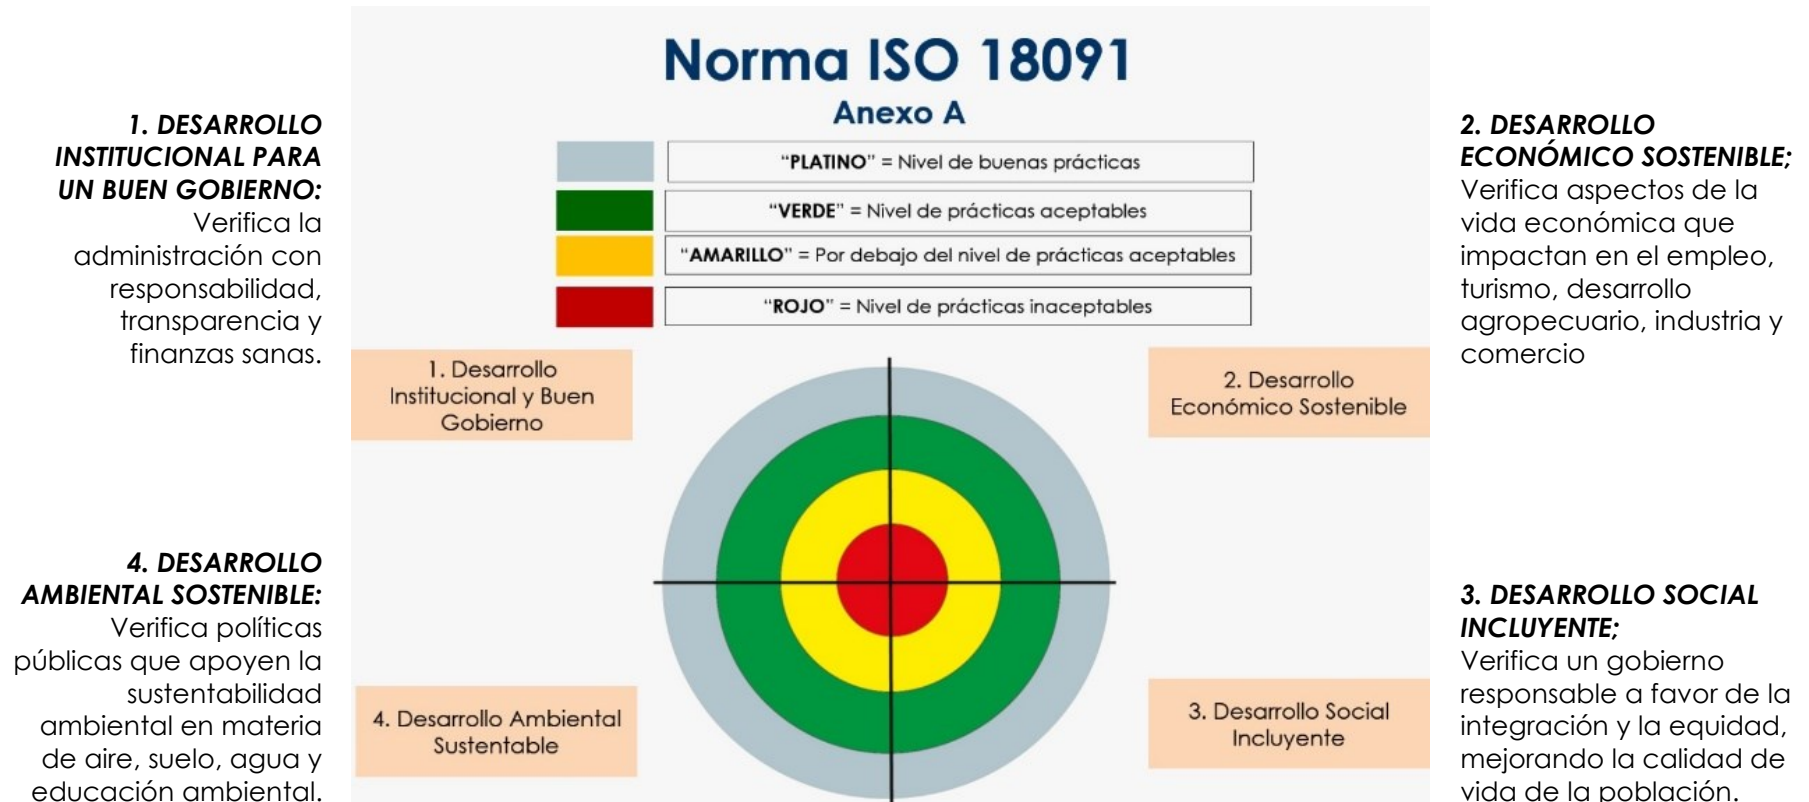 Norma ISO 18091
Anexo A
“PLATINO” = Nivel de buenas prácticas
“VERDE” = Nivel de prácticas aceptables
“AMARILLO” = Por debajo del nivel de prácticas aceptables
“ROJO” = Nivel de prácticas inaceptables
1. DESARROLLO
INSTITUCIONAL PARA
UN BUEN GOBIERNO:
Verifica la
administración con
responsabilidad,
transparencia y
finanzas sanas.
1. Desarrollo
Institucional y Buen
Gobierno
2. Desarrollo
Económico Sostenible
2. DESARROLLO
ECONÓMICO SOSTENIBLE;
Verifica aspectos de la
vida económica que
impactan en el empleo,
turismo, desarrollo
agropecuario, industria y
comercio
4. DESARROLLO
AMBIENTAL SOSTENIBLE:
Verifica políticas
públicas que apoyen la
sustentabilidad
ambiental en materia
de aire, suelo, agua y
educación ambiental.
4. Desarrollo Ambiental
Sustentable
3. Desarrollo Social
Incluyente
3. DESARROLLO SOCIAL
INCLUYENTE;
Verifica un gobierno
responsable a favor de la
integración y la equidad,
mejorando la calidad de
vida de la población.